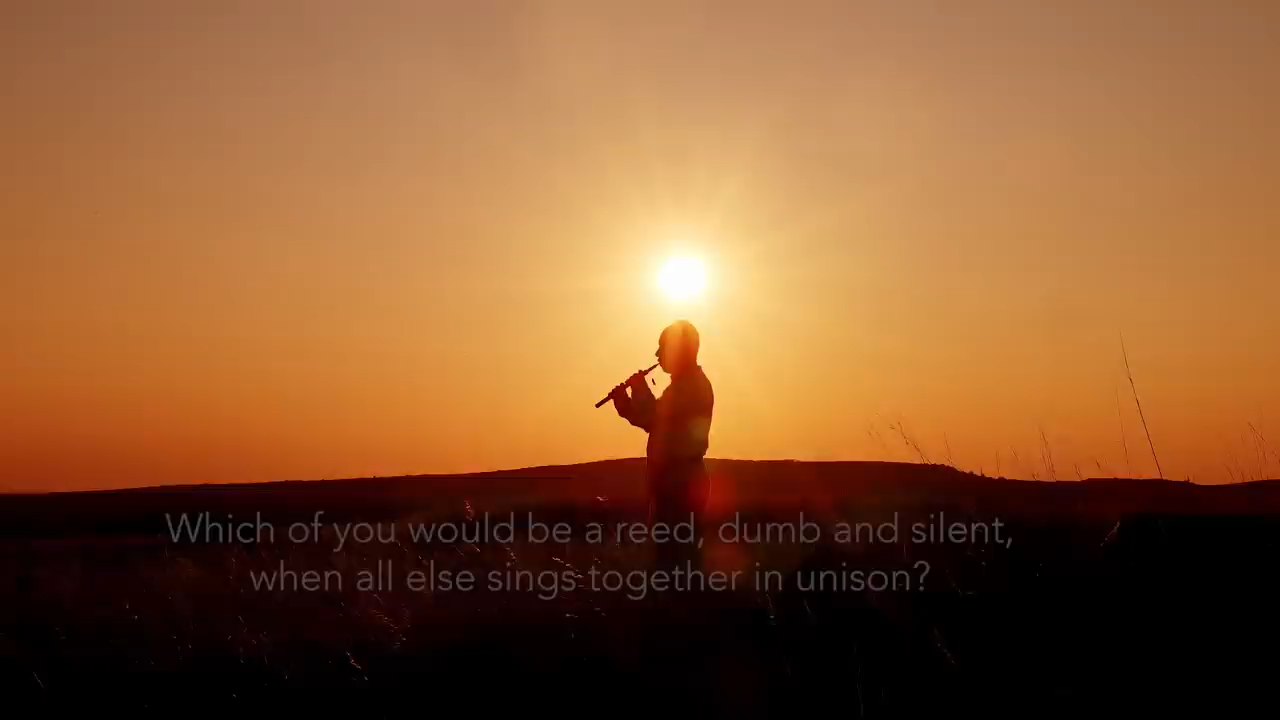 Which of you would be a reed, dumb and silent,
when all else sings together in unison?